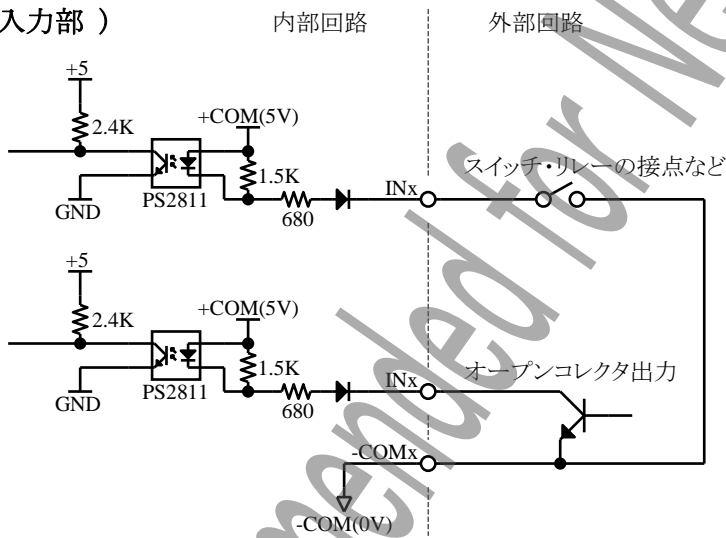 入力部 )
内部回路
外部回路
+5
2.4K
+COM(5V)
1.5K
PS2811
GND
680
INx
スイッチ・リレーの接点など
+5
2.4K
+COM(5V)
1.5K
PS2811
GND
680
INx
オープンコレクタ出力
-COMx
-COM(0V)
mended for Ne